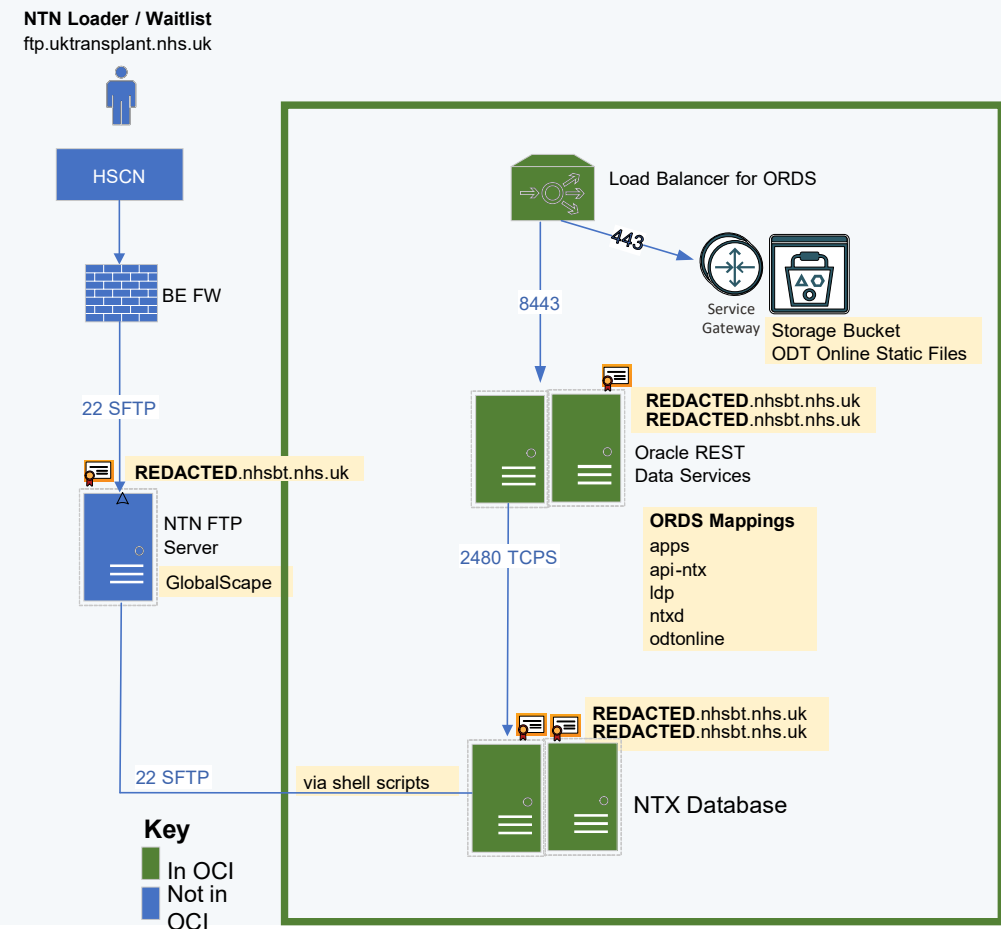 NTN Loader / Waitlist
ftp.uktransplant.nhs.uk
HSCN
BE FW
22 SFTP
REDACTED.nhsbt.nhs.uk
NTN FTP
Server
GlobalScape
22 SFTP
via shell scripts
Load Balancer for ORDS
443
8443
Service
Gateway
Storage Bucket
ODT Online Static Files
REDACTED.nhsbt.nhs.uk
REDACTED.nhsbt.nhs.uk
Oracle REST
Data Services
2480 TCPS
ORDS Mappings
apps
api-ntx
ldp
ntxd
odtonline
REDACTED.nhsbt.nhs.uk
REDACTED.nhsbt.nhs.uk
NTX Database
Key
In OCI
Not in
OCI